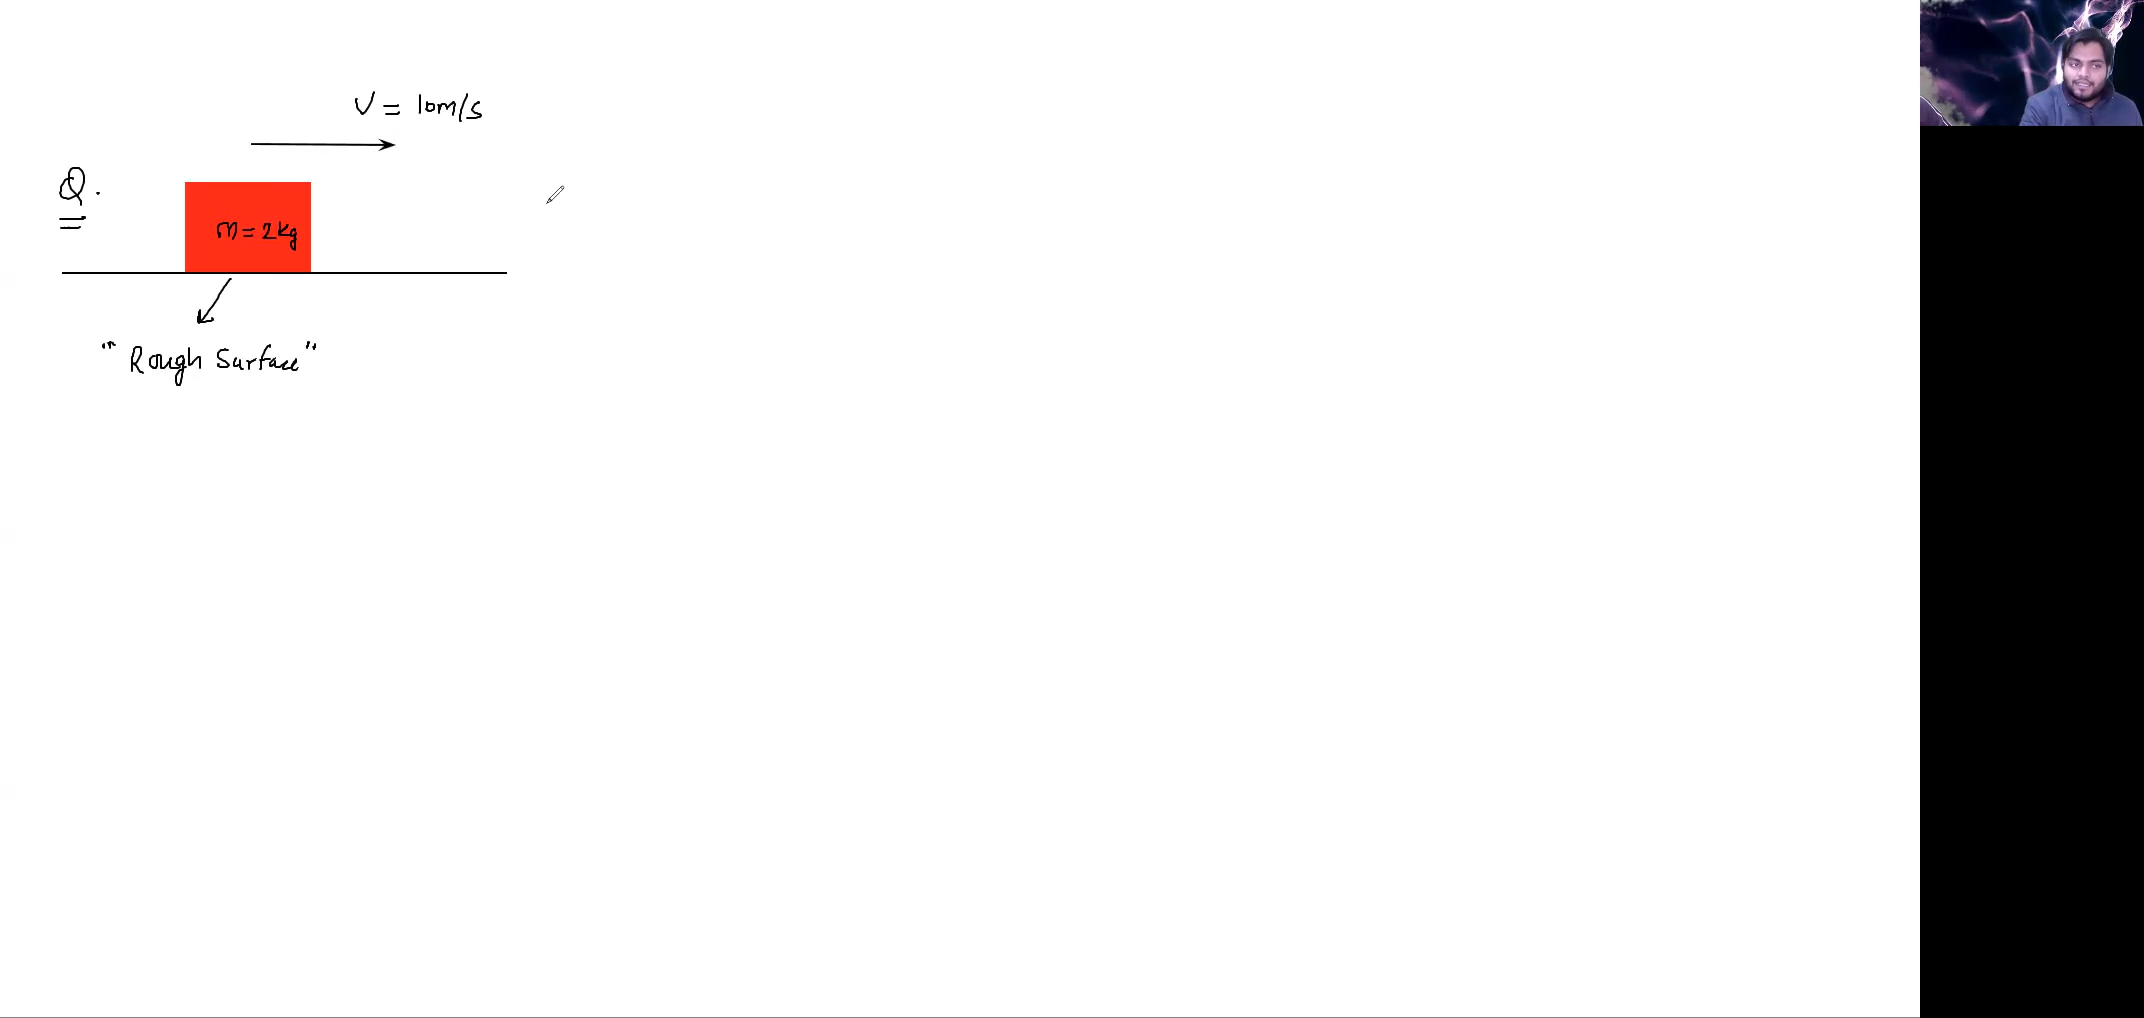 V = 10m/s
Q.
m = 2kg
"Rough Surface"